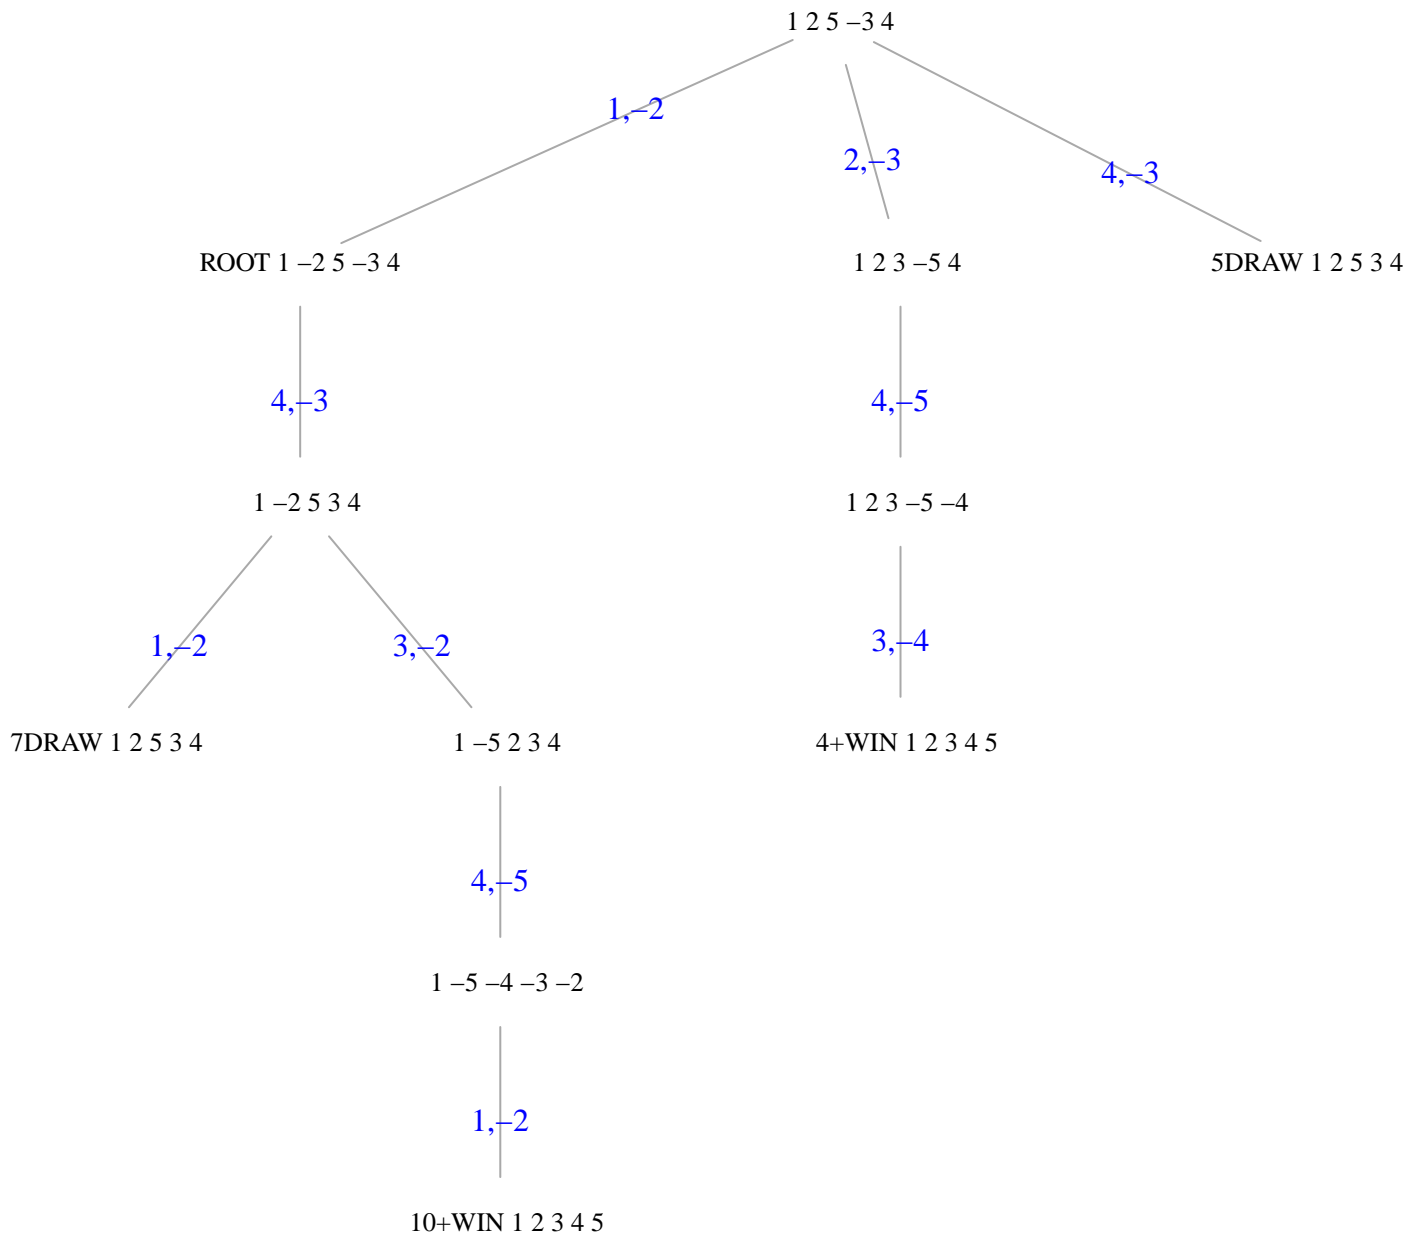 1 2 5 –3 4
1,–2
2,–3
4,–3
ROOT 1 –2 5 –3 4
1 2 3 –5 4
5DRAW 1 2 5 3 4
4,–3
4,–5
1 –2 5 3 4
1 2 3 –5 –4
1,–2
3,–2
3,–4
7DRAW 1 2 5 3 4
1 –5 2 3 4
4+WIN 1 2 3 4 5
4,–5
1 –5 –4 –3 –2
1,–2
10+WIN 1 2 3 4 5